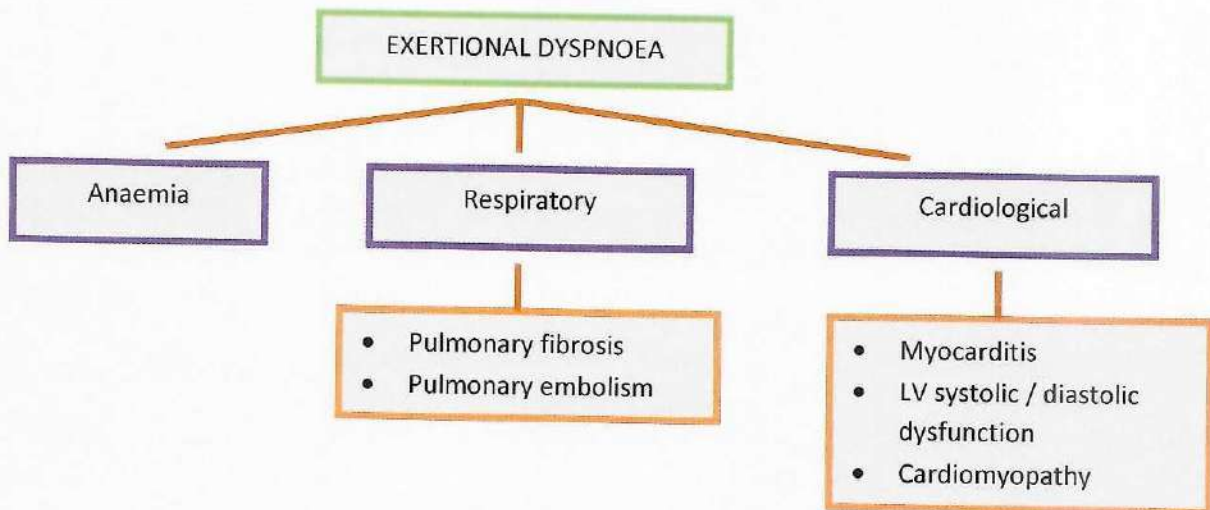 EXERTIONAL DYSPNOEA
Anaemia
Respiratory
Cardiological
• Pulmonary fibrosis
• Pulmonary embolism
• Myocarditis
• LV systolic / diastolic
dysfunction
• Cardiomyopathy